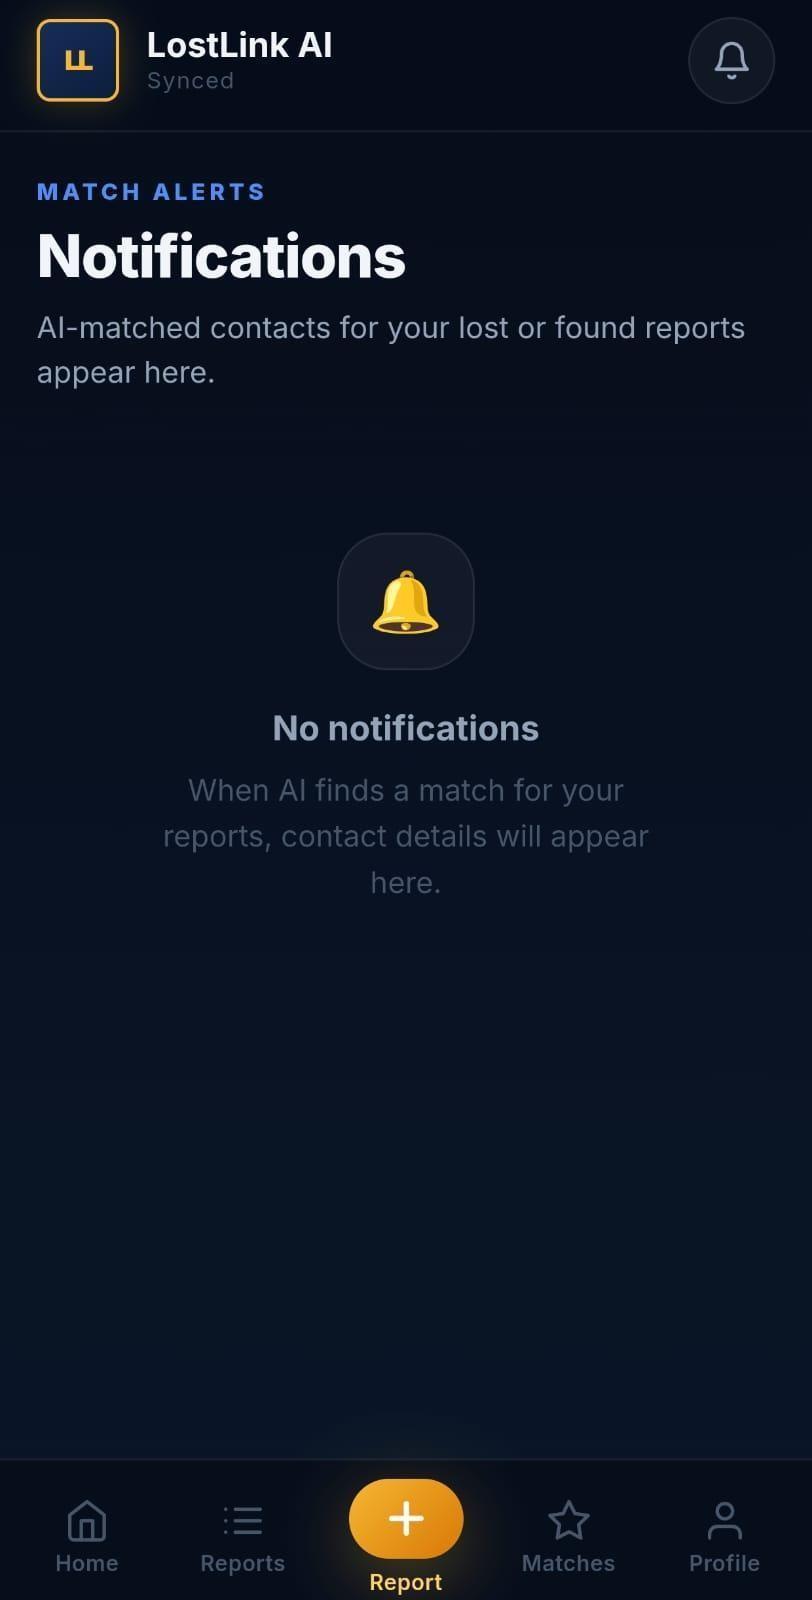 LostLink AI
Synced
MATCH ALERTS
Notifications
AI-matched contacts for your lost or found reports
appear here.
No notifications
When AI finds a match for your
reports, contact details will appear
here.
Home
Reports
Report
Matches
Profile